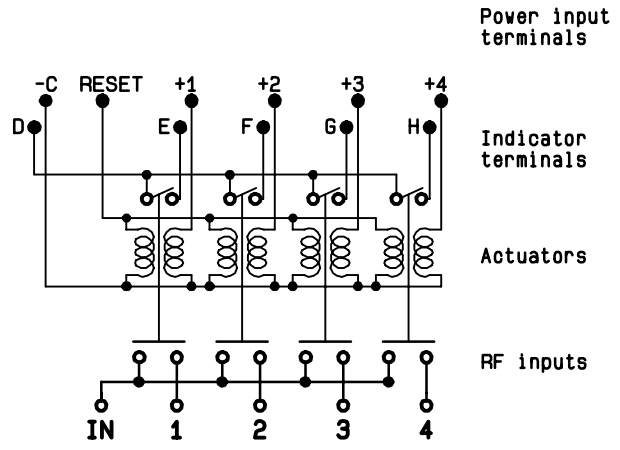 Power input
terminals
-C RESET +1 +2 +3 +4
D E F G H
Indicator
terminals
Actuators
RF inputs
IN 1 2 3 4